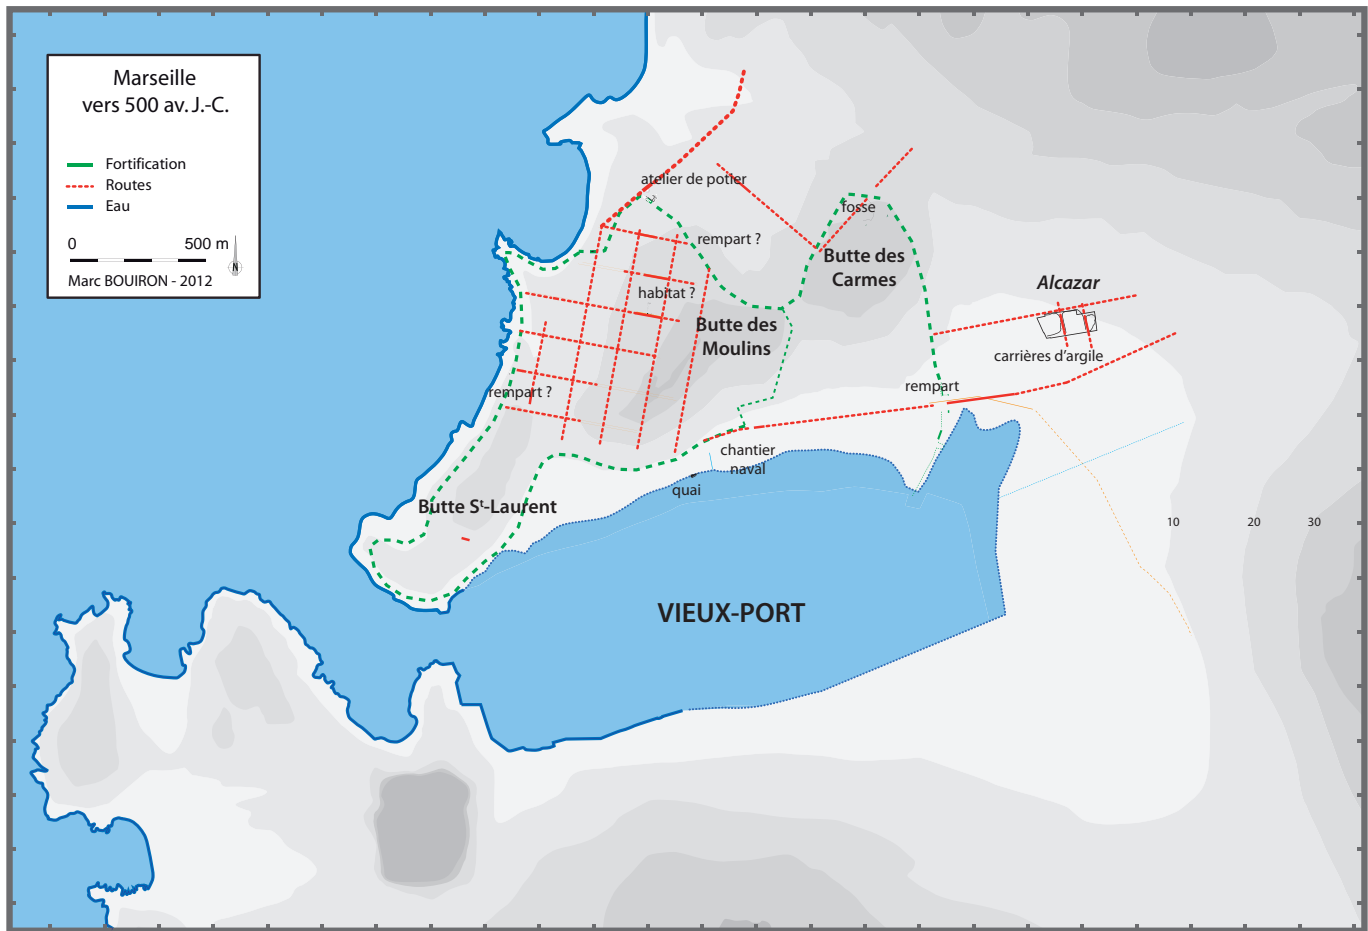 Marseille
vers 500 av. J.-C.
Fortification
Routes
Eau
0 500 m
N
Marc BOUIRON - 2012
atelier de potier
fosse
rempart ?
Butte des
Carmes
Alcazar
habitat ?
Butte des
Moulins
carrières d'argile
rempart ?
rempart
chantier
naval
quai
Butte St-Laurent
10 20 30
VIEUX-PORT